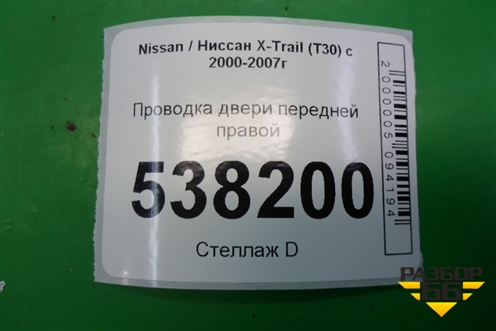 Nissan / Ниссан X-Trail (T30) с
2000-2007г
Проводка двери передней
правой
538200
Стеллаж D
2000005094194
РАЗБОР
66